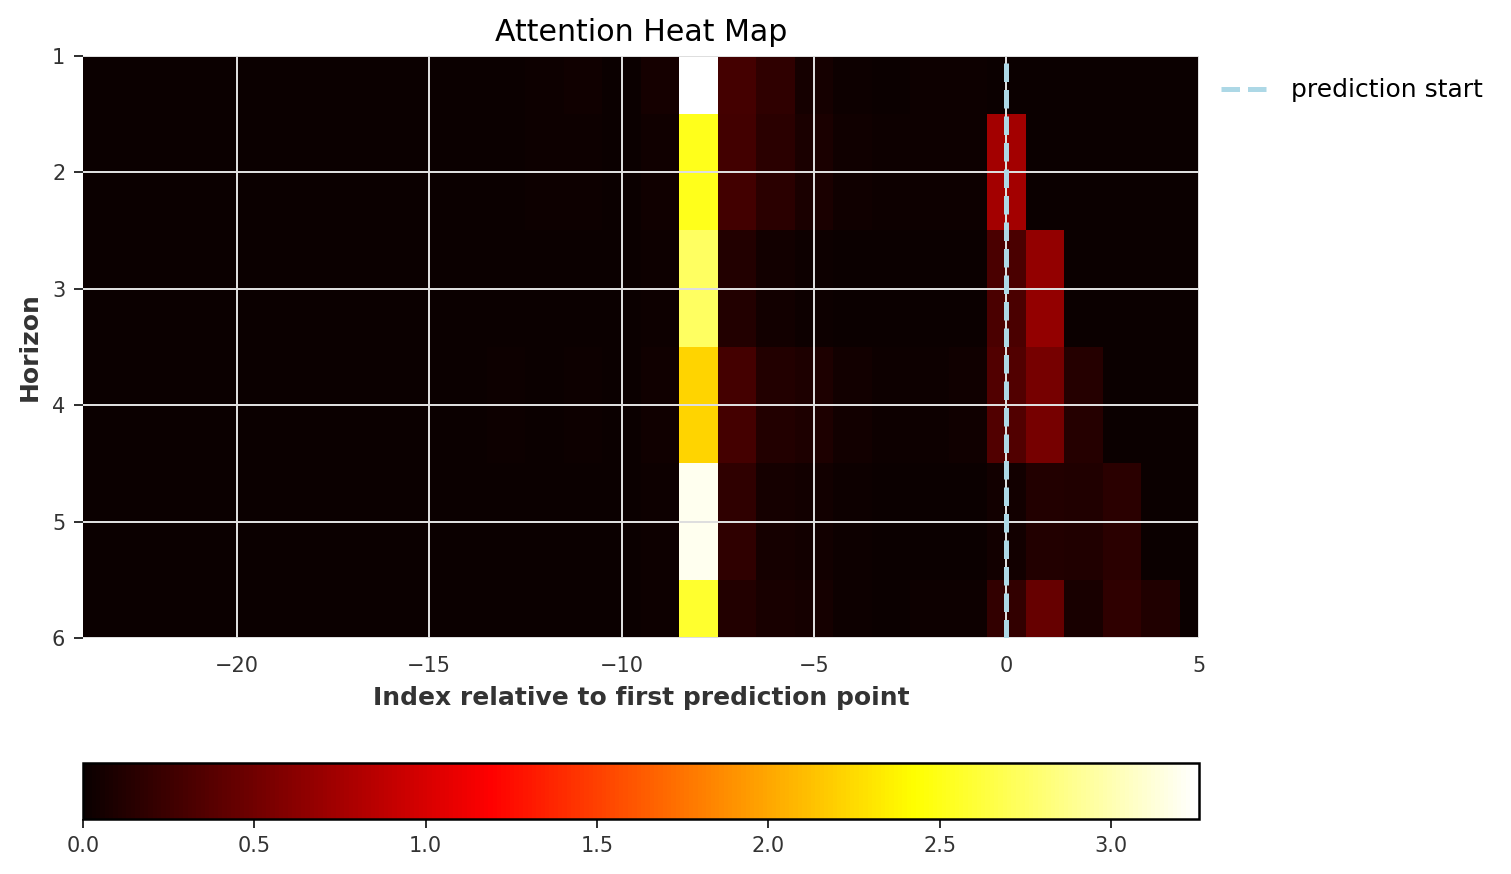 Attention Heat Map
1
2
3
4
5
6
Horizon
−20 −15 −10 −5 0 5
Index relative to first prediction point
prediction start
0.0 0.5 1.0 1.5 2.0 2.5 3.0